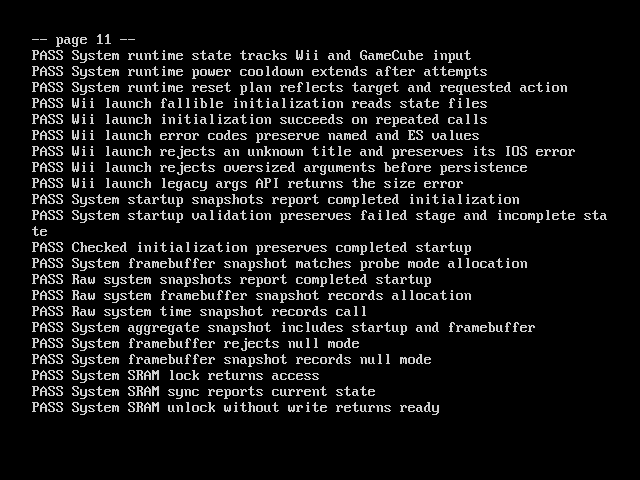 -- page 11 --
PASS System runtime state tracks Wii and GameCube input
PASS System runtime power cooldown extends after attempts
PASS System runtime reset plan reflects target and requested action
PASS Wii launch fallible initialization reads state files
PASS Wii launch initialization succeeds on repeated calls
PASS Wii launch error codes preserve named and ES values
PASS Wii launch rejects an unknown title and preserves its IOS error
PASS Wii launch rejects oversized arguments before persistence
PASS Wii launch legacy args API returns the size error
PASS System startup snapshots report completed initialization
PASS System startup validation preserves failed stage and incomplete sta
te
PASS Checked initialization preserves completed startup
PASS System framebuffer snapshot matches probe mode allocation
PASS Raw system snapshots report completed startup
PASS Raw system framebuffer snapshot records allocation
PASS Raw system time snapshot records call
PASS System aggregate snapshot includes startup and framebuffer
PASS System framebuffer rejects null mode
PASS System framebuffer snapshot records null mode
PASS System SRAM lock returns access
PASS System SRAM sync reports current state
PASS System SRAM unlock without write returns ready